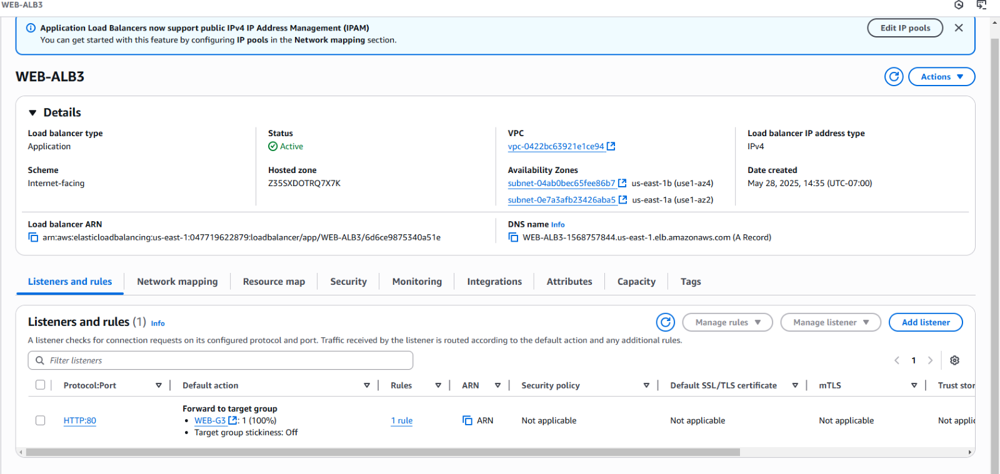 WEB-ALB3
Application Load Balancers now support public IPv4 IP Address Management (IPAM)
You can get started with this feature by configuring IP pools in the Network mapping section.
Edit IP pools
WEB-ALB3
Actions
Details
Load balancer type
Application
Status
Active
VPC
vpc-0422bc63921e1ce94
Load balancer IP address type
IPv4
Scheme
Internet-facing
Hosted zone
Z35SXDOTRQ7X7K
Availability Zones
subnet-04ab0bec65fee86b7 us-east-1b (use1-az4)
subnet-0e7a3afb23426aba5 us-east-1a (use1-az2)
Date created
May 28, 2025, 14:35 (UTC-07:00)
Load balancer ARN
arn:aws:elasticloadbalancing:us-east-1:047719622879:loadbalancer/app/WEB-ALB3/6d6ce9875340a51e
DNS name Info
WEB-ALB3-1568757844.us-east-1.elb.amazonaws.com (A Record)
Listeners and rules Network mapping Resource map Security Monitoring Integrations Attributes Capacity Tags
Listeners and rules (1) Info
Manage rules Manage listener Add listener
A listener checks for connection requests on its configured protocol and port. Traffic received by the listener is routed according to the default action and any additional rules.
Filter listeners
1
Protocol:Port Default action Rules ARN Security policy Default SSL/TLS certificate mTLS Trust stor
HTTP:80
Forward to target group
• WEB-G3 : 1 (100%)
• Target group stickiness: Off
1 rule
ARN
Not applicable
Not applicable
Not applicable
Not applic